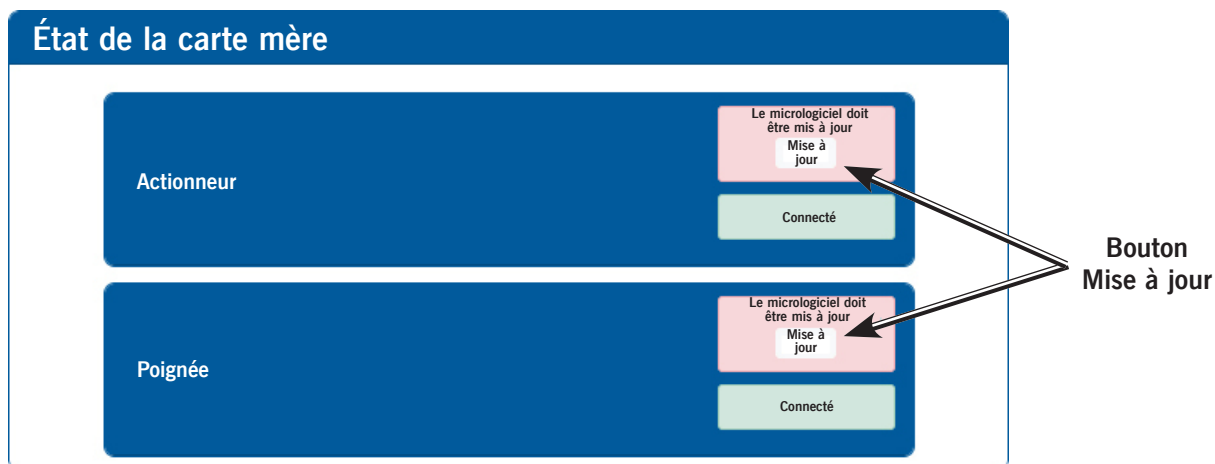 État de la carte mère
Le micrologiciel doit
être mis à jour
Mise à
jour
Actionneur
Connecté
Bouton
Mise à jour
Le micrologiciel doit
être mis à jour
Mise à
jour
Poignée
Connecté